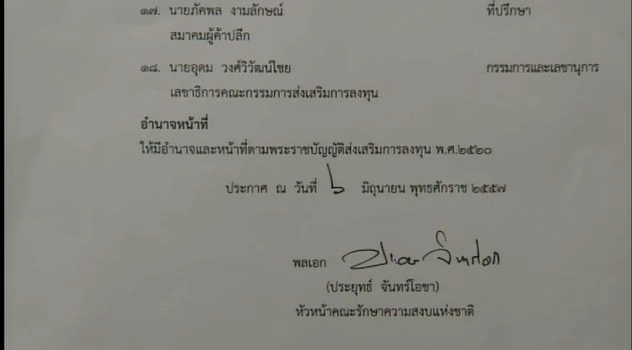 ๑๗. นายภัคพล งามลักษณ์ ที่ปรึกษา
สมาคมผู้ค้าปลีก
๑๘. นายอุดม วงศ์วิวัฒน์ไชย กรรมการและเลขานุการ
เลขาธิการคณะกรรมการส่งเสริมการลงทุน
อำนาจหน้าที่
ให้มีอำนาจและหน้าที่ตามพระราชบัญญัติส่งเสริมการลงทุน พ.ศ.๒๕๒๐
ประกาศ ณ วันที่ ๖ มิถุนายน พุทธศักราช ๒๕๕๗
พลเอก
(ประยุทธ์ จันทร์โอชา)
หัวหน้าคณะรักษาความสงบแห่งชาติ